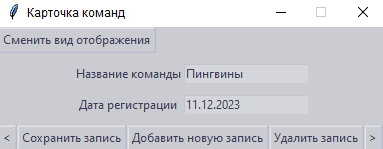 Карточка команд
Сменить вид отображения
Название команды Пингвины
Дата регистрации 11.12.2023
< Сохранить запись Добавить новую запись Удалить запись >